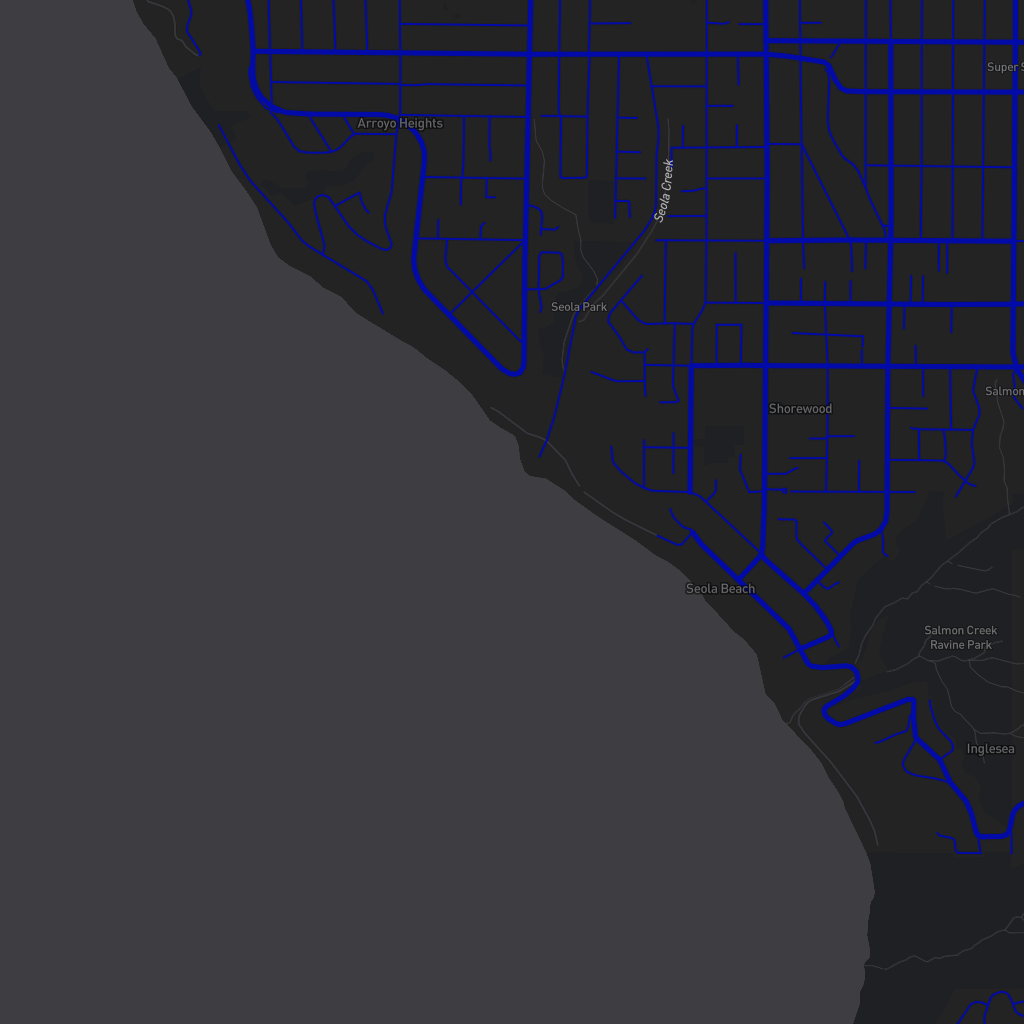 Super S
Arroyo Heights
Seola Creek
Seola Park
Salmon
Shorewood
Seola Beach
Salmon Creek
Ravine Park
Inglesea